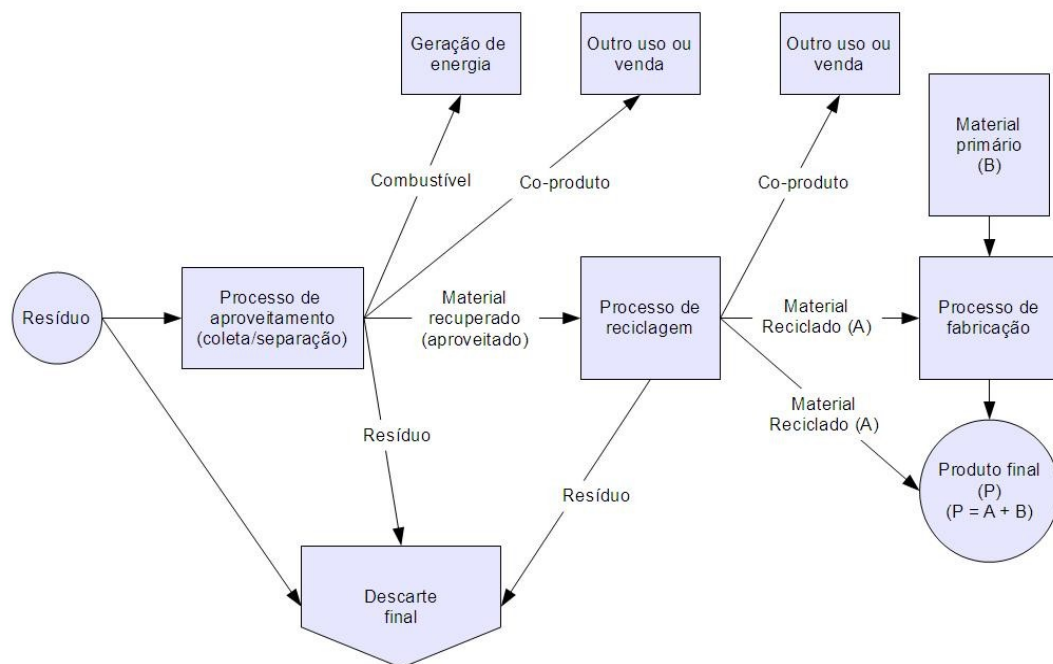 Geração de
energia
Outro uso ou
venda
Outro uso ou
venda
Material
primário
(B)
Combustível
Co-produto
Co-produto
Resíduo
Processo de
aproveitamento
(coleta/separação)
Material
recuperado
(aproveitado)
Processo de
reciclagem
Material
Reciclado (A)
Processo de
fabricação
Material
Reciclado (A)
Resíduo
Resíduo
Produto final
(P)
(P = A + B)
Descarte
final